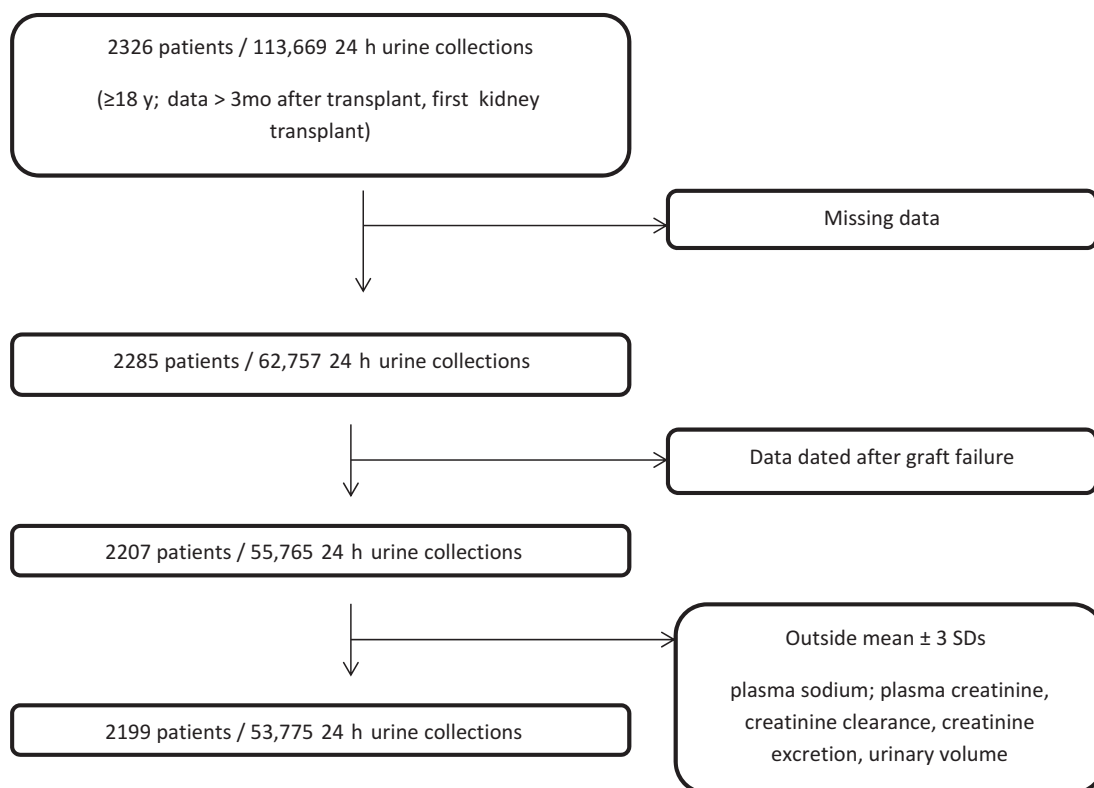 2326 patients / 113,669 24 h urine collections
(≥18 y; data > 3mo after transplant, first kidney
transplant)
Missing data
2285 patients / 62,757 24 h urine collections
Data dated after graft failure
2207 patients / 55,765 24 h urine collections
Outside mean ± 3 SDs
plasma sodium; plasma creatinine,
creatinine clearance, creatinine
excretion, urinary volume
2199 patients / 53,775 24 h urine collections